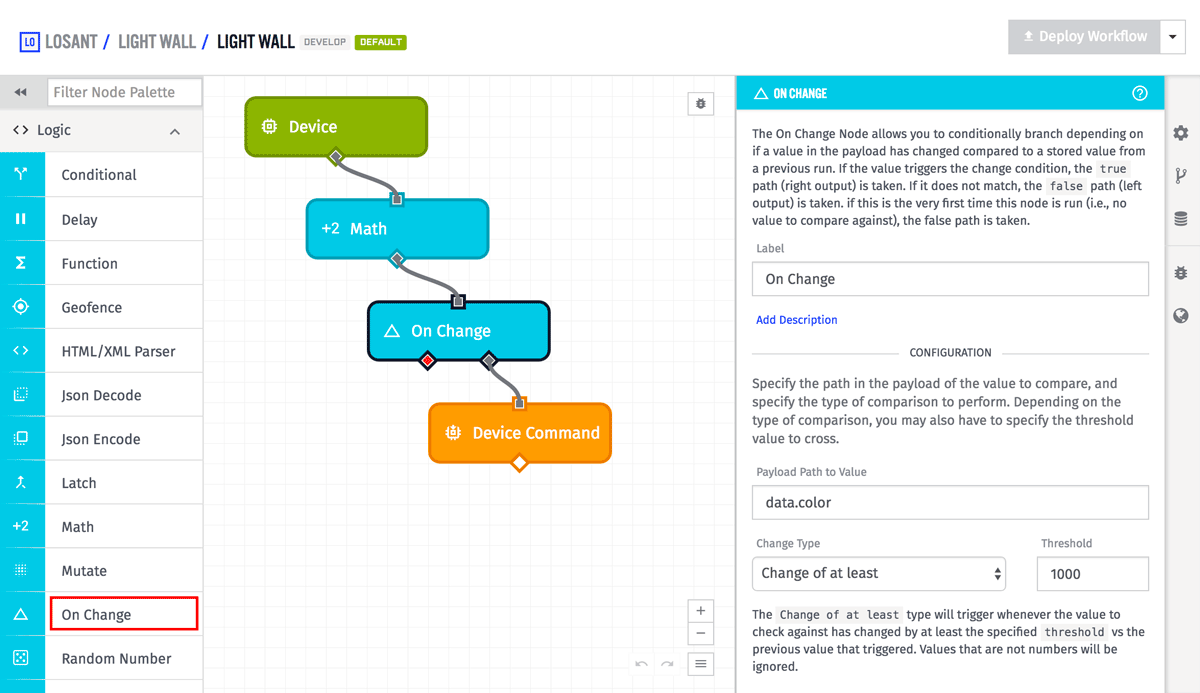 LO LOSANT / LIGHT WALL / LIGHT WALL DEVELOP DEFAULT
Deploy Workflow
Filter Node Palette
Logic
Conditional
Delay
Function
Geofence
HTML/XML Parser
Json Decode
Json Encode
Latch
+2 Math
Mutate
On Change
Random Number
Device
+2 Math
On Change
Device Command
ON CHANGE
The On Change Node allows you to conditionally branch depending on
if a value in the payload has changed compared to a stored value from
a previous run. If the value triggers the change condition, the true
path (right output) is taken. If it does not match, the false path (left
output) is taken. if this is the very first time this node is run (i.e., no
value to compare against), the false path is taken.
Label
On Change
Add Description
CONFIGURATION
Specify the path in the payload of the value to compare, and
specify the type of comparison to perform. Depending on the
type of comparison, you may also have to specify the threshold
value to cross.
Payload Path to Value
data.color
Change Type
Threshold
Change of at least
1000
The Change of at least type will trigger whenever the value to
check against has changed by at least the specified threshold vs the
previous value that triggered. Values that are not numbers will be
ignored.